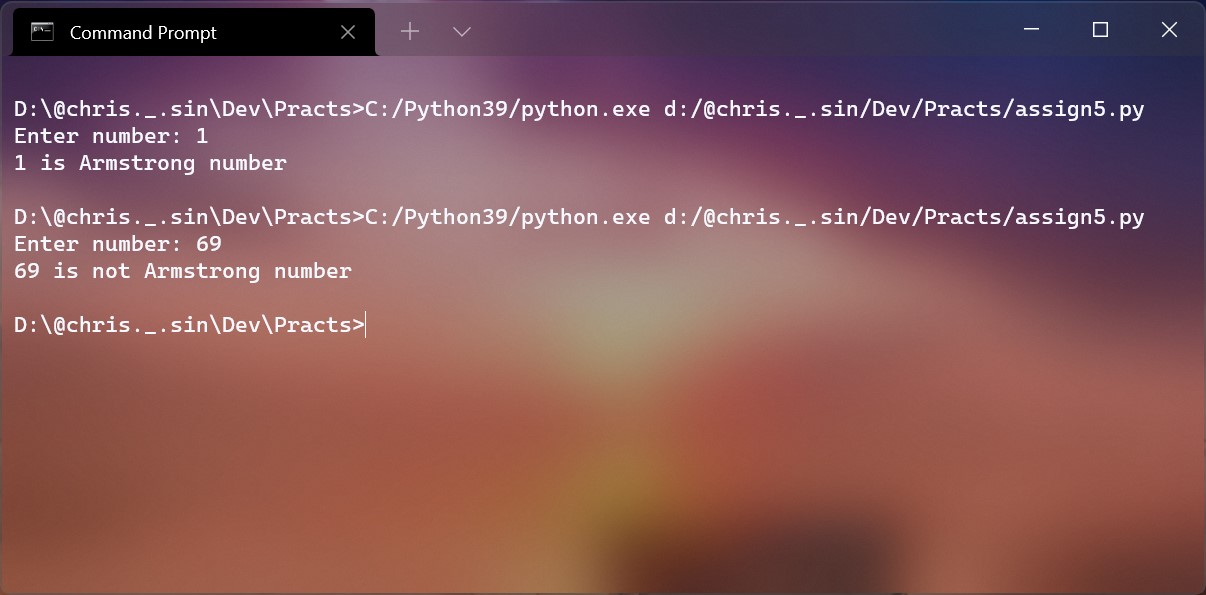 Command Prompt
D:\@chris._.sin\Dev\Practs>C:/Python39/python.exe d:/@chris._.sin/Dev/Practs/assign5.py
Enter number: 1
1 is Armstrong number
D:\@chris._.sin\Dev\Practs>C:/Python39/python.exe d:/@chris._.sin/Dev/Practs/assign5.py
Enter number: 69
69 is not Armstrong number
D:\@chris._.sin\Dev\Practs>